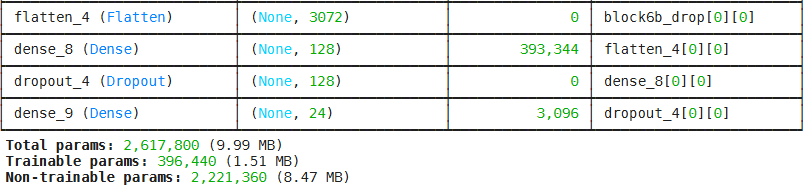 flatten_4 (Flatten) (None, 3072) 0 block6b_drop[0][0]
dense_8 (Dense) (None, 128) 393,344 flatten_4[0][0]
dropout_4 (Dropout) (None, 128) 0 dense_8[0][0]
dense_9 (Dense) (None, 24) 3,096 dropout_4[0][0]
Total params: 2,617,800 (9.99 MB)
Trainable params: 396,440 (1.51 MB)
Non-trainable params: 2,221,360 (8.47 MB)